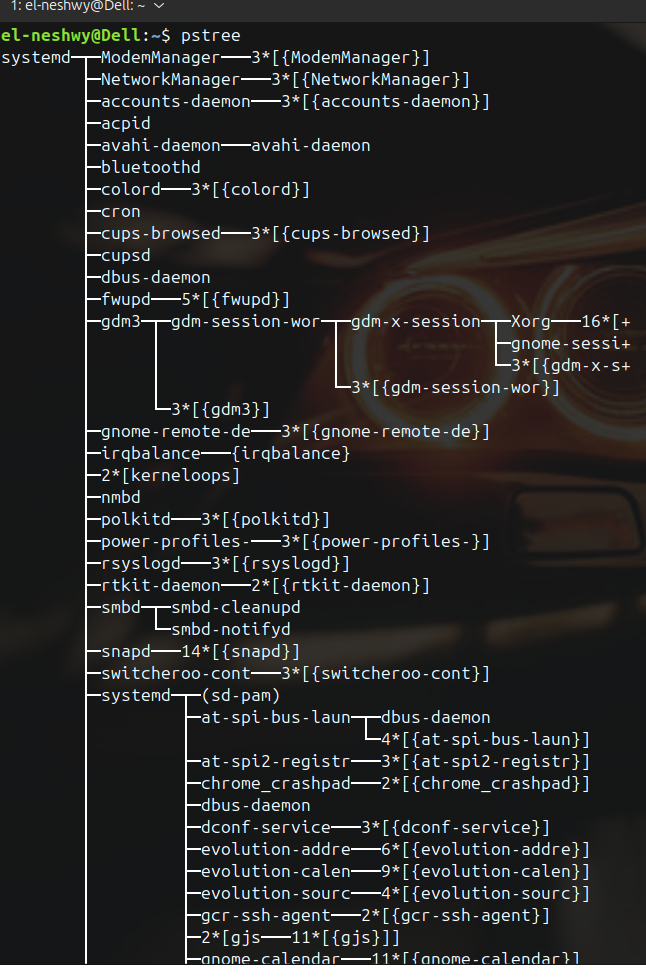 1: el-neshwy@Dell: ~
el-neshwy@Dell:~$ pstree
systemd─┬─ModemManager───3*[{ModemManager}]
├─NetworkManager───3*[{NetworkManager}]
├─accounts-daemon───3*[{accounts-daemon}]
├─acpid
├─avahi-daemon───avahi-daemon
├─bluetoothd
├─colord───3*[{colord}]
├─cron
├─cups-browsed───3*[{cups-browsed}]
├─cupsd
├─dbus-daemon
├─fwupd───5*[{fwupd}]
├─gdm3─┬─gdm-session-wor─┬─gdm-x-session─┬─Xorg───16*[+
│ │ │ ├─gnome-sessi+
│ │ │ └─3*[{gdm-x-s+
│ │ └─3*[{gdm-session-wor}]
│ └─3*[{gdm3}]
├─gnome-remote-de───3*[{gnome-remote-de}]
├─irqbalance───{irqbalance}
├─2*[kerneloops]
├─nmbd
├─polkitd───3*[{polkitd}]
├─power-profiles-───3*[{power-profiles-}]
├─rsyslogd───3*[{rsyslogd}]
├─rtkit-daemon───2*[{rtkit-daemon}]
├─smbd─┬─smbd-cleanupd
│ └─smbd-notifyd
├─snapd───14*[{snapd}]
├─switcheroo-cont───3*[{switcheroo-cont}]
├─systemd─┬─(sd-pam)
│ ├─at-spi-bus-laun─┬─dbus-daemon
│ │ └─4*[{at-spi-bus-laun}]
│ ├─at-spi2-registr───3*[{at-spi2-registr}]
│ ├─chrome_crashpad───2*[{chrome_crashpad}]
│ ├─dbus-daemon
│ ├─dconf-service───3*[{dconf-service}]
│ ├─evolution-addre───6*[{evolution-addre}]
│ ├─evolution-calen───9*[{evolution-calen}]
│ ├─evolution-sourc───4*[{evolution-sourc}]
│ ├─gcr-ssh-agent───2*[{gcr-ssh-agent}]
│ ├─2*[gjs───11*[{gjs}]]
│ ├─gnome-calendar───11*[{gnome-calendar}]